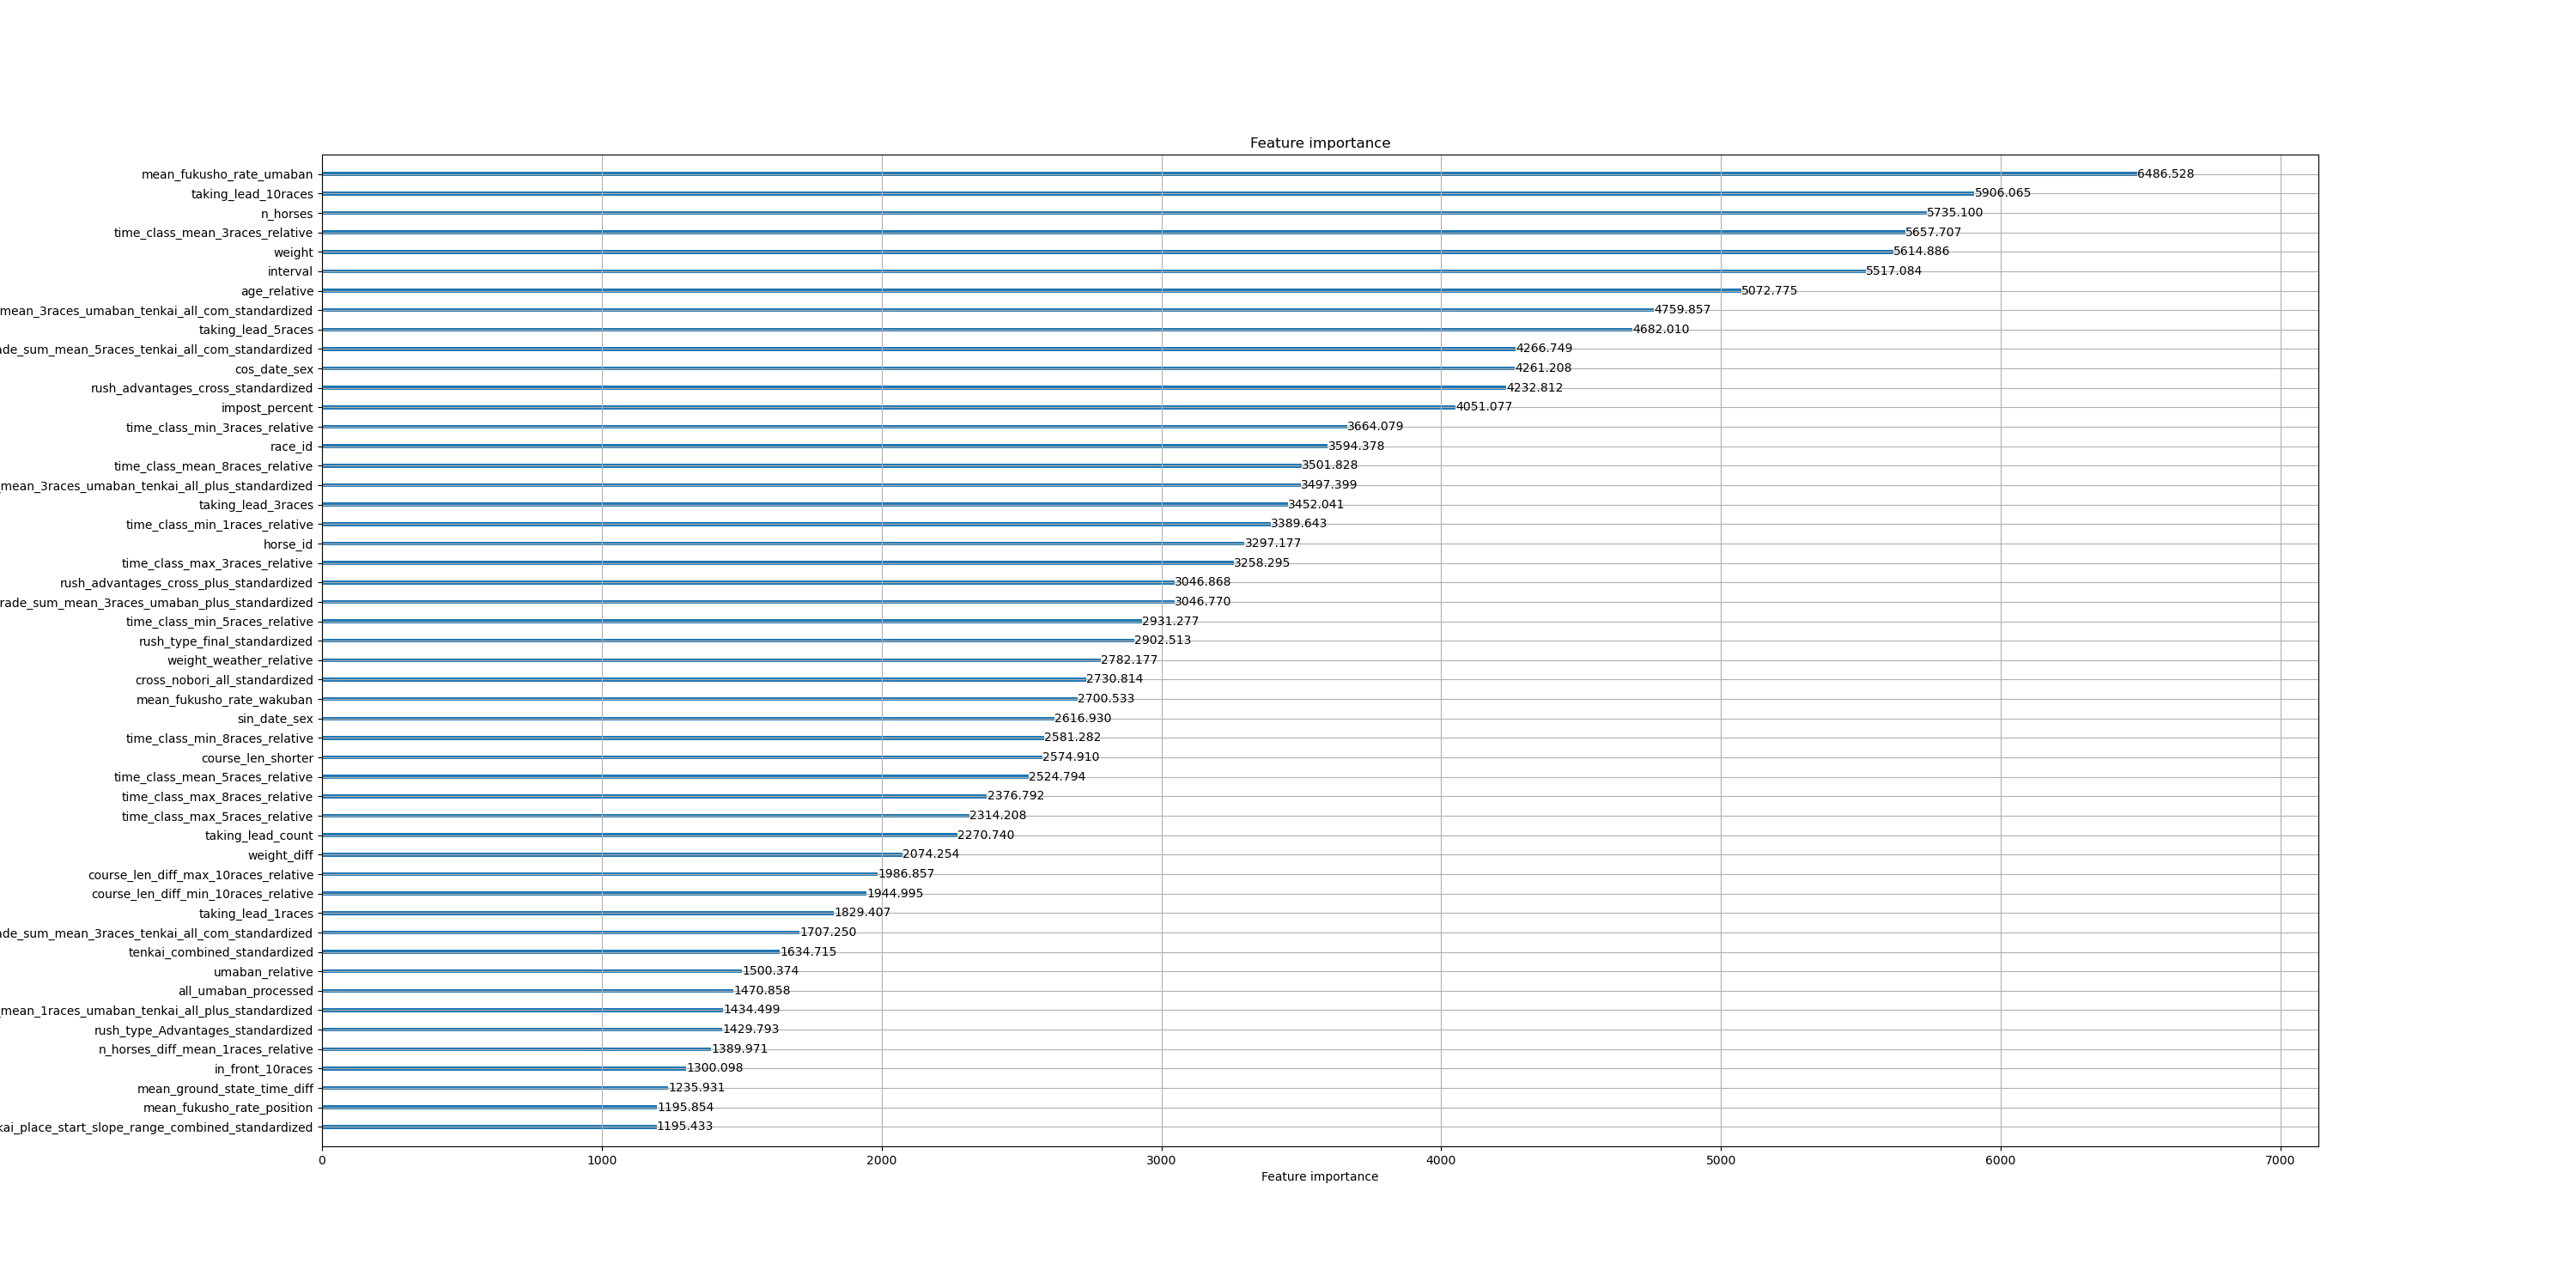 Feature importance
mean_fukusho_rate_umaban 6486.528
taking_lead_10races 5906.065
n_horses 5735.100
time_class_mean_3races_relative 5657.707
weight 5614.886
interval 5517.084
age_relative 5072.775
mean_3races_umaban_tenkai_all_com_standardized 4759.857
taking_lead_5races 4682.010
ade_sum_mean_5races_tenkai_all_com_standardized 4266.749
cos_date_sex 4261.208
rush_advantages_cross_standardized 4232.812
impost_percent 4051.077
time_class_min_3races_relative 3664.079
race_id 3594.378
time_class_mean_8races_relative 3501.828
mean_3races_umaban_tenkai_all_plus_standardized 3497.399
taking_lead_3races 3452.041
time_class_min_1races_relative 3389.643
horse_id 3297.177
time_class_max_3races_relative 3258.295
rush_advantages_cross_plus_standardized 3046.868
rade_sum_mean_3races_umaban_plus_standardized 3046.770
time_class_min_5races_relative 2931.277
rush_type_final_standardized 2902.513
weight_weather_relative 2782.177
cross_nobori_all_standardized 2730.814
mean_fukusho_rate_wakuban 2700.533
sin_date_sex 2616.930
time_class_min_8races_relative 2581.282
course_len_shorter 2574.910
time_class_mean_5races_relative 2524.794
time_class_max_8races_relative 2376.792
time_class_max_5races_relative 2314.208
taking_lead_count 2270.740
weight_diff 2074.254
course_len_diff_max_10races_relative 1986.857
course_len_diff_min_10races_relative 1944.995
taking_lead_1races 1829.407
ade_sum_mean_3races_tenkai_all_com_standardized 1707.250
tenkai_combined_standardized 1634.715
umaban_relative 1500.374
all_umaban_processed 1470.858
mean_1races_umaban_tenkai_all_plus_standardized 1434.499
rush_type_Advantages_standardized 1429.793
n_horses_diff_mean_1races_relative 1389.971
in_front_10races 1300.098
mean_ground_state_time_diff 1235.931
mean_fukusho_rate_position 1195.854
kai_place_start_slope_range_combined_standardized 1195.433
0 1000 2000 3000 4000 5000 6000 7000
Feature importance